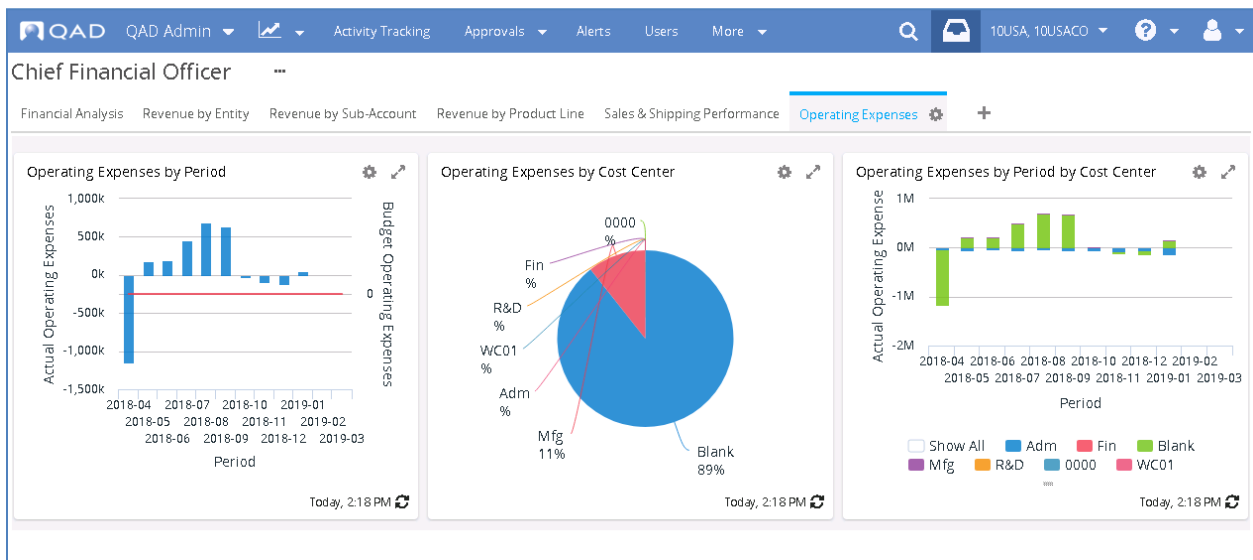 QAD QAD Admin Activity Tracking Approvals Alerts Users More 10USA, 10USACO ?
Chief Financial Officer ...
Financial Analysis Revenue by Entity Revenue by Sub-Account Revenue by Product Line Sales & Shipping Performance Operating Expenses +
Operating Expenses by Period
Actual Operating Expenses
1,000k
500k
0k
-500k
-1,000k
-1,500k
Budget Operating Expenses
0
2018-04 2018-07 2018-10 2019-01
2018-05 2018-08 2018-11 2019-02
2018-06 2018-09 2018-12 2019-03
Period
Today, 2:18 PM
Operating Expenses by Cost Center
0000
%
Fin
%
R&D
%
WC01
%
Adm
%
Mfg
11%
Blank
89%
Today, 2:18 PM
Operating Expenses by Period by Cost Center
Actual Operating Expense
1M
0M
-1M
-2M
2018-04 2018-06 2018-08 2018-10 2018-12 2019-02
2018-05 2018-07 2018-09 2018-11 2019-01 2019-03
Period
Show All Adm Fin Blank
Mfg R&D 0000 WC01
Today, 2:18 PM